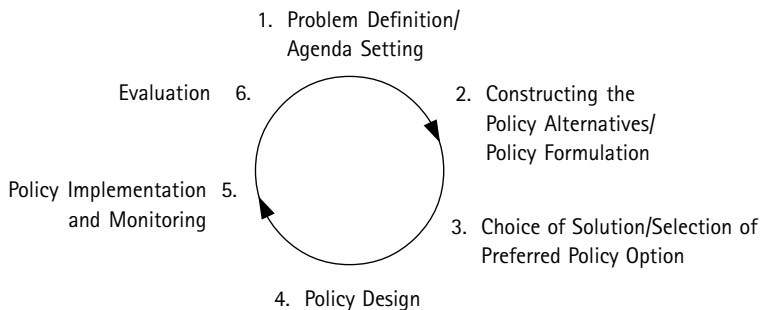 1. Problem Definition/
Agenda Setting
2. Constructing the
Policy Alternatives/
Policy Formulation
3. Choice of Solution/Selection of
Preferred Policy Option
4. Policy Design
Policy Implementation 5.
and Monitoring
Evaluation 6.